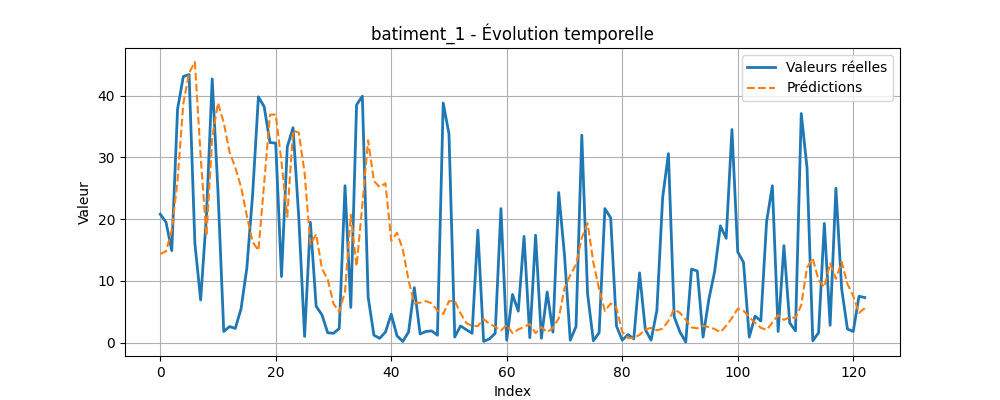 batiment_1 - Évolution temporelle
Valeurs réelles
Prédictions
Valeur
40
30
20
10
0
0 20 40 60 80 100 120
Index